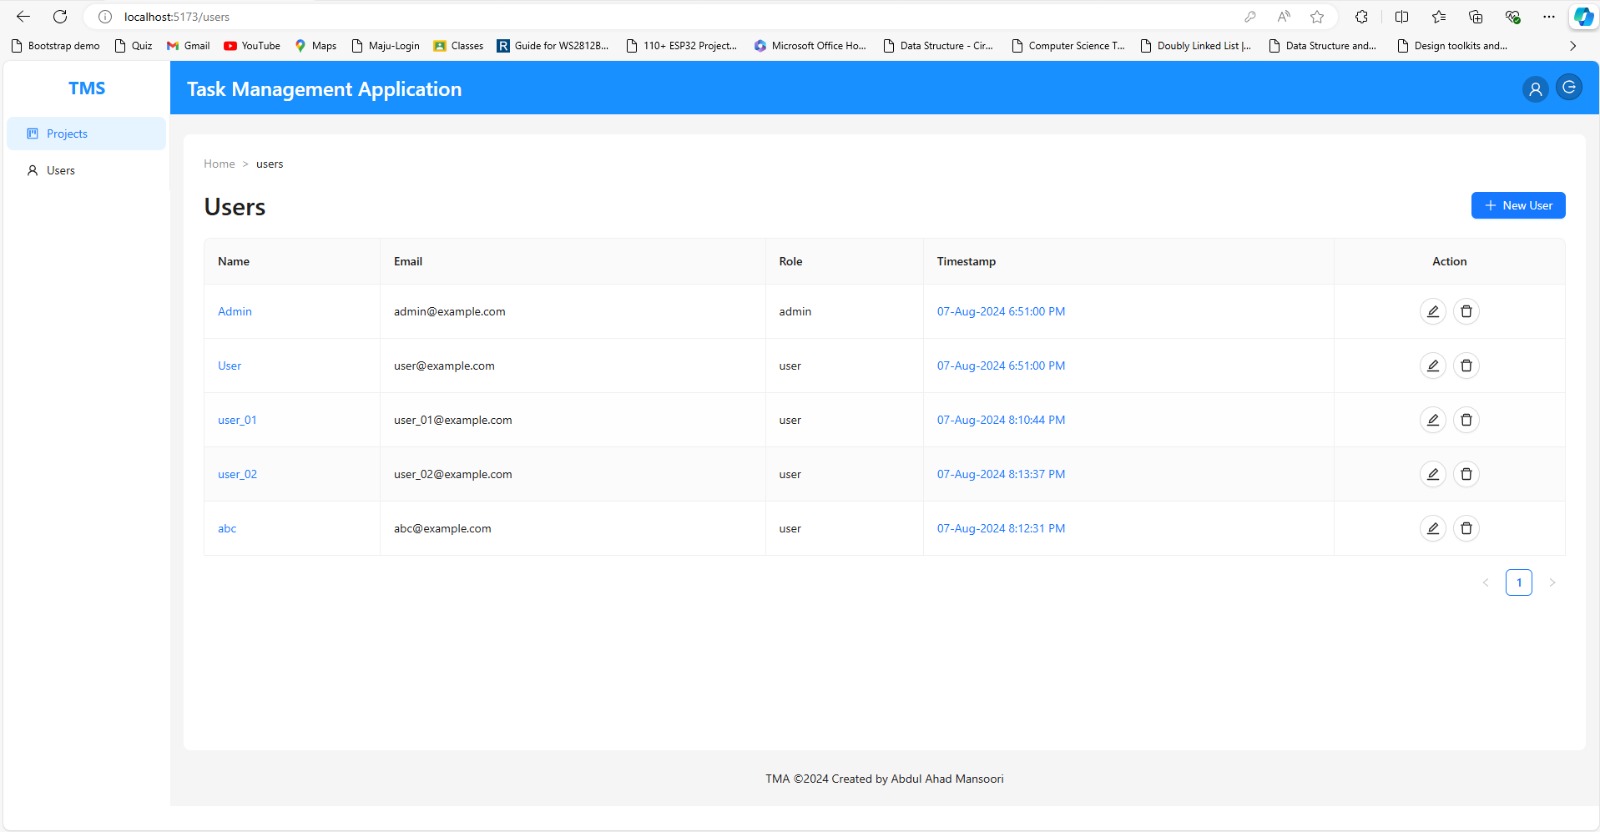 localhost:5173/users
Bootstrap demo Quiz Gmail YouTube Maps Maju-Login Classes Guide for WS2812B... 110+ ESP32 Project,... Microsoft Office Ho... Data Structure - Cir... Computer Science T... Doubly Linked List |... Data Structure and... Design toolkits and...
TMS
Task Management Application
Projects
Users
Home > users
Users
+ New User
Name Email Role Timestamp Action
Admin admin@example.com admin 07-Aug-2024 6:51:00 PM
User user@example.com user 07-Aug-2024 6:51:00 PM
user_01 user_01@example.com user 07-Aug-2024 8:10:44 PM
user_02 user_02@example.com user 07-Aug-2024 8:13:37 PM
abc abc@example.com user 07-Aug-2024 8:12:31 PM
< 1 >
TMA ©2024 Created by Abdul Ahad Mansoori